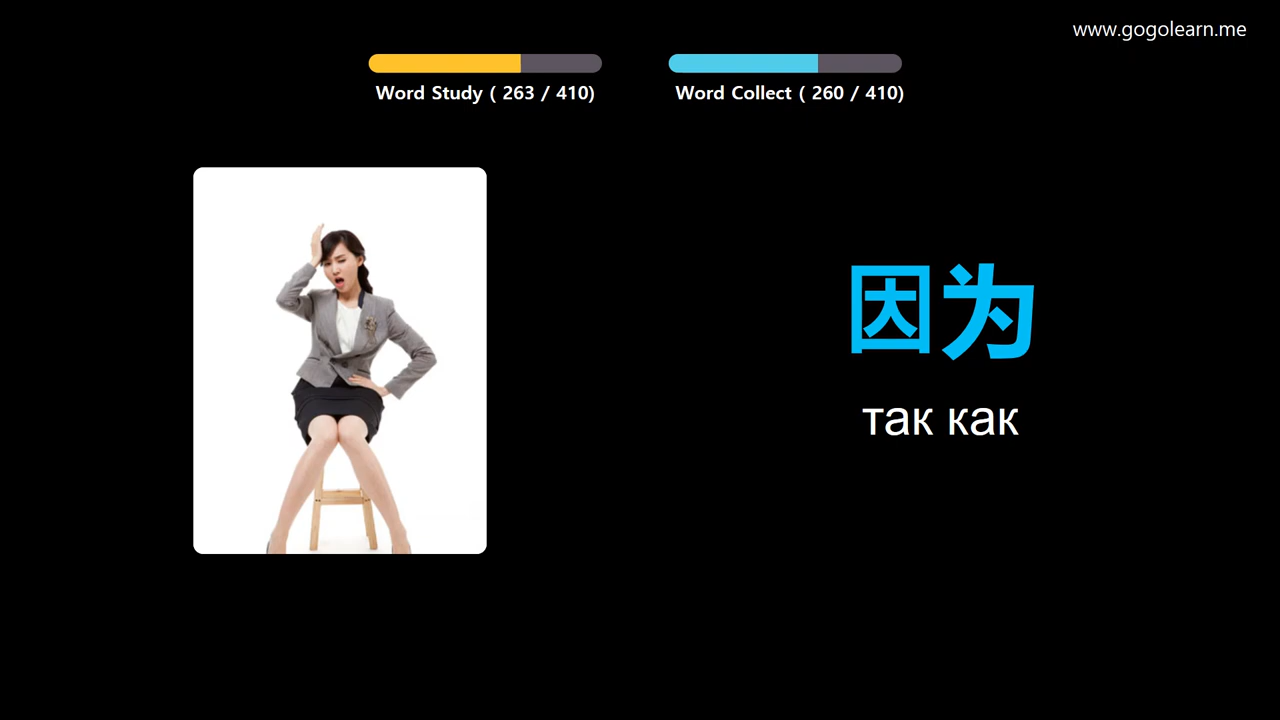 www.gogolearn.me
Word Study ( 263 / 410)
Word Collect ( 260 / 410)
因为
так как